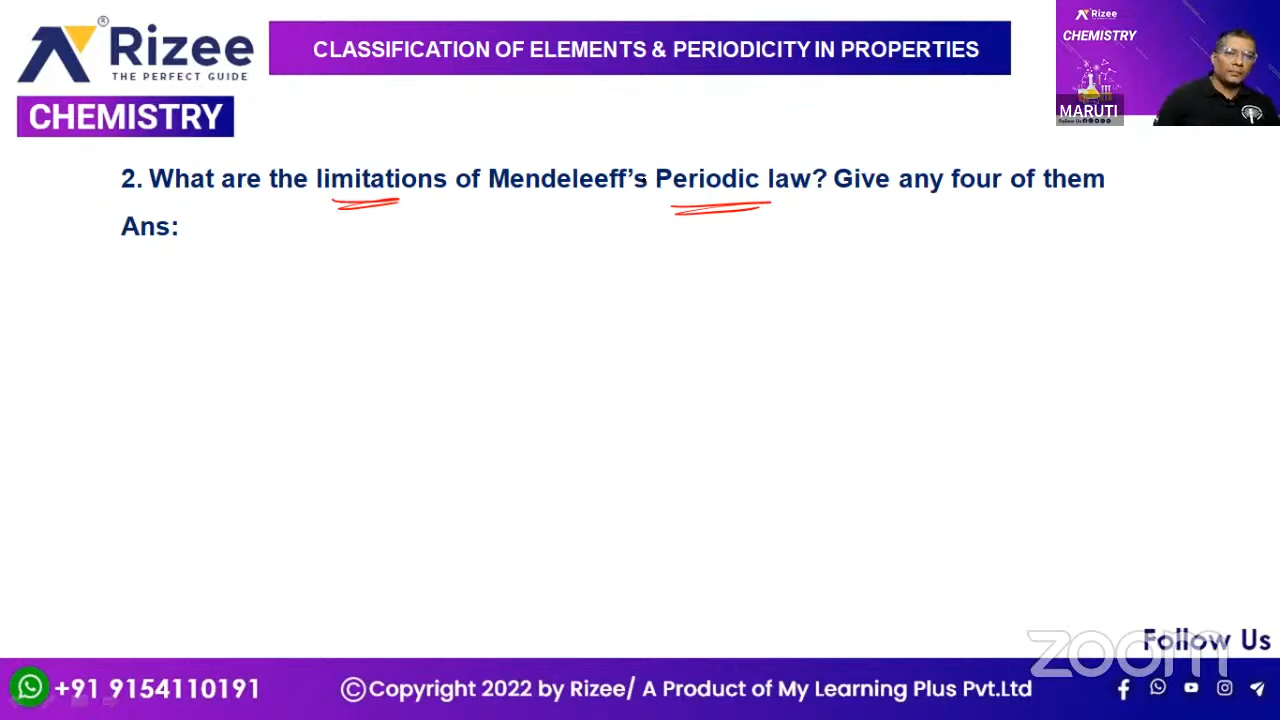 Rizee
THE PERFECT GUIDE
CHEMISTRY
CLASSIFICATION OF ELEMENTS & PERIODICITY IN PROPERTIES
Rizee
CHEMISTRY
MARUTI
2. What are the limitations of Mendeleeff’s Periodic law? Give any four of them
Ans:
Follow Us
zoom
+91 9154110191
©Copyright 2022 by Rizee/ A Product of My Learning Plus Pvt.Ltd